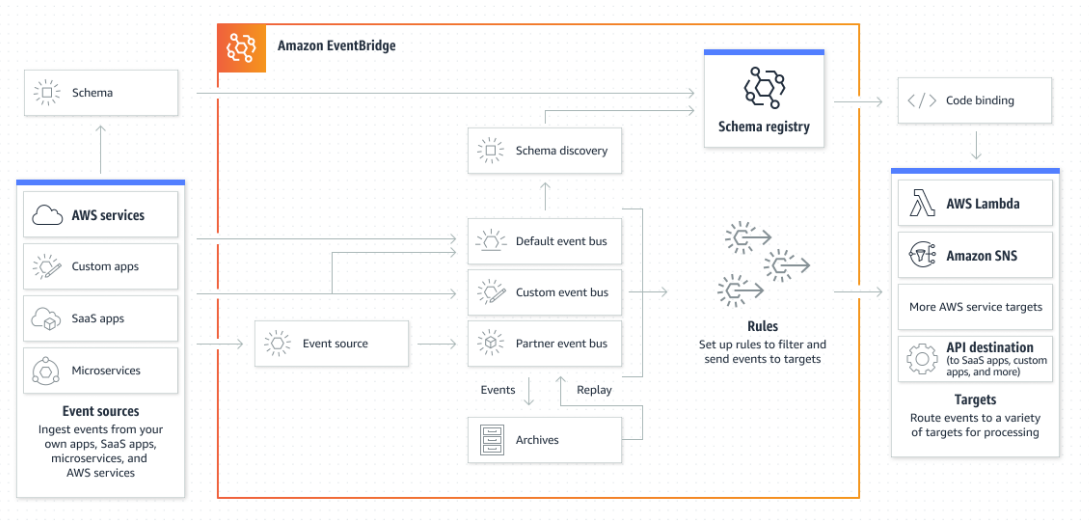 Amazon EventBridge
Schema
AWS services
Custom apps
SaaS apps
Microservices
Event sources
Ingest events from your
own apps, SaaS apps,
microservices, and
AWS services
Event source
Schema discovery
Default event bus
Custom event bus
Partner event bus
Events
Replay
Archives
Schema registry
Rules
Set up rules to filter and
send events to targets
</> Code binding
AWS Lambda
Amazon SNS
More AWS service targets
API destination
(to SaaS apps, custom
apps, and more)
Targets
Route events to a variety
of targets for processing